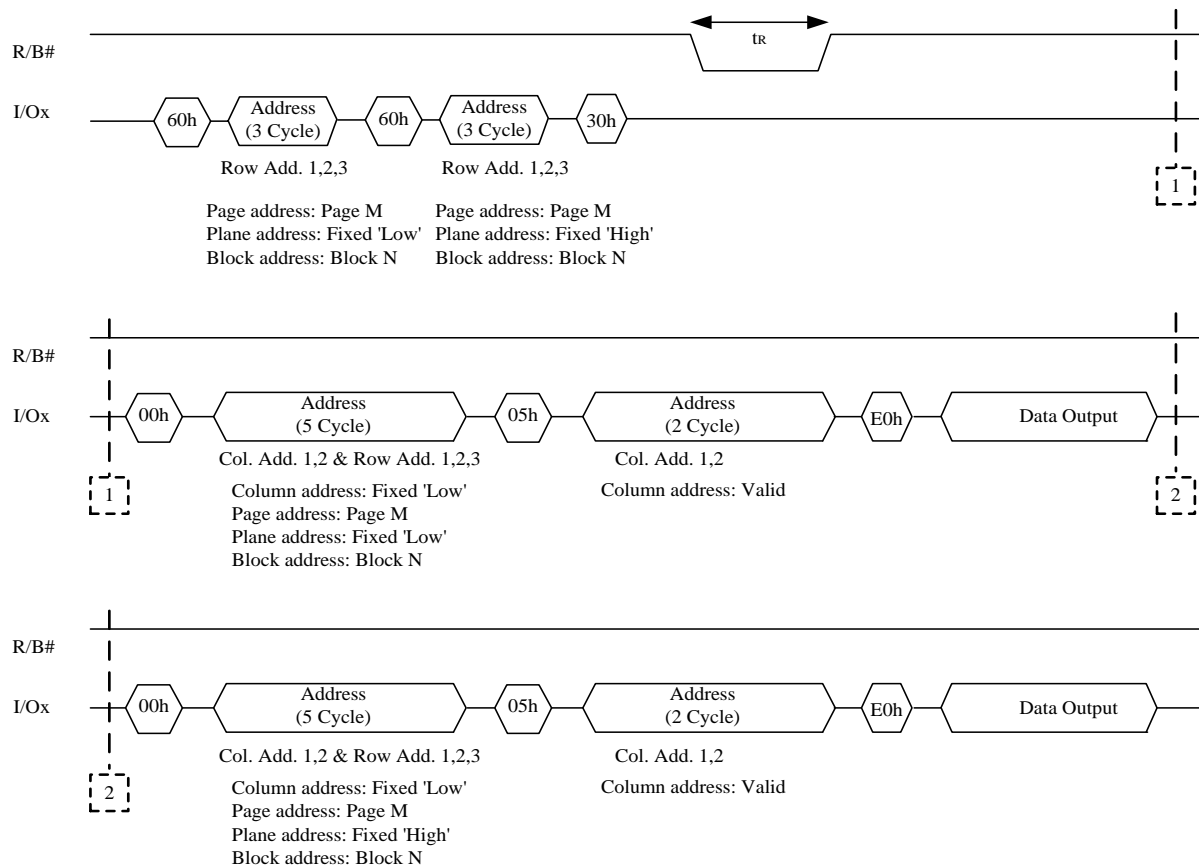 tR
R/B#
I/Ox
60h
Address
(3 Cycle)
60h
Address
(3 Cycle)
30h
Row Add. 1,2,3
Row Add. 1,2,3
1
Page address: Page M
Plane address: Fixed 'Low'
Block address: Block N
Page address: Page M
Plane address: Fixed 'High'
Block address: Block N
R/B#
I/Ox
00h
Address
(5 Cycle)
05h
Address
(2 Cycle)
E0h
Data Output
Col. Add. 1,2 & Row Add. 1,2,3
Col. Add. 1,2
1
Column address: Fixed 'Low'
Page address: Page M
Plane address: Fixed 'Low'
Block address: Block N
Column address: Valid
2
R/B#
I/Ox
00h
Address
(5 Cycle)
05h
Address
(2 Cycle)
E0h
Data Output
Col. Add. 1,2 & Row Add. 1,2,3
Col. Add. 1,2
2
Column address: Fixed 'Low'
Page address: Page M
Plane address: Fixed 'High'
Block address: Block N
Column address: Valid